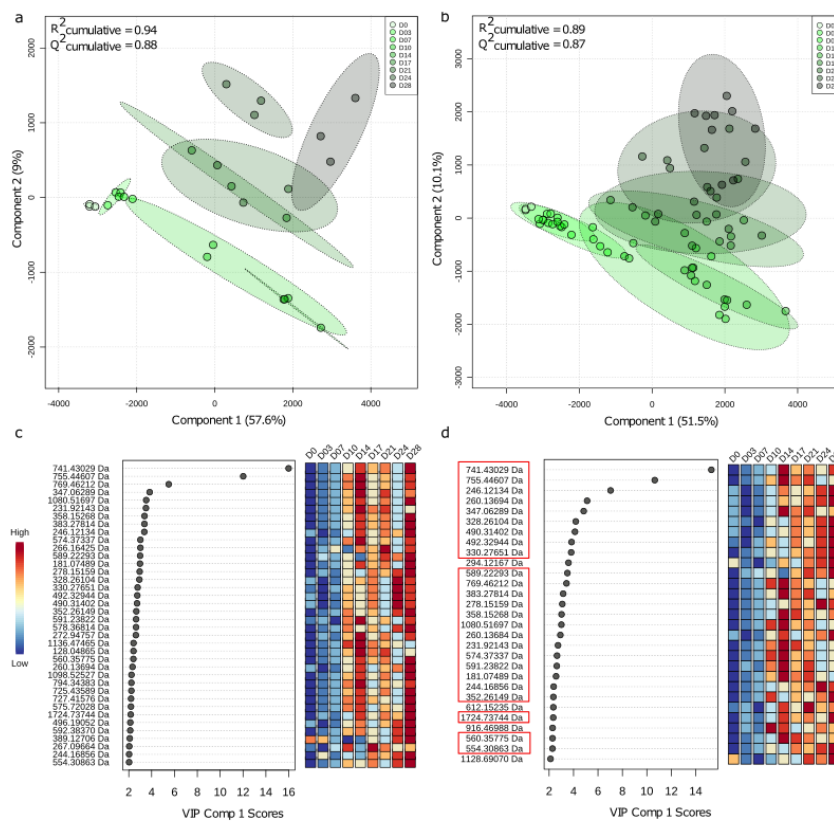 a
R2cumulative = 0.94
Q2cumulative = 0.88
D0
D03
D07
D10
D14
D17
D21
D24
D28
2000
1000
0
-1000
-2000
Component 2 (9%)
-4000 -2000 0 2000 4000
Component 1 (57.6%)
b
R2cumulative = 0.89
Q2cumulative = 0.87
3000
2000
1000
0
-1000
-2000
-3000
Component 2 (10.1%)
-4000 -2000 0 2000 4000
Component 1 (51.5%)
c
D0 D03 D07 D10 D14 D17 D21 D24 D28
High
Low
741.43029 Da
755.44607 Da
769.46212 Da
347.06289 Da
1080.51697 Da
231.92143 Da
358.15268 Da
383.27814 Da
246.12134 Da
574.37337 Da
266.16425 Da
589.22293 Da
181.07489 Da
278.15159 Da
328.26104 Da
330.27651 Da
492.32944 Da
490.31402 Da
352.26149 Da
591.23822 Da
578.36814 Da
272.94757 Da
1136.47465 Da
128.04865 Da
560.35775 Da
260.13694 Da
1098.52527 Da
794.34383 Da
725.43589 Da
727.41576 Da
575.72028 Da
1724.73744 Da
496.19052 Da
592.38370 Da
389.12706 Da
267.09664 Da
244.16856 Da
554.30863 Da
2 4 6 8 10 12 14 16
VIP Comp 1 Scores
d
D0 D03 D07 D10 D14 D17 D21 D24
741.43029 Da
755.44607 Da
246.12134 Da
260.13694 Da
347.06289 Da
328.26104 Da
490.31402 Da
492.32944 Da
330.27651 Da
294.12167 Da
589.22293 Da
769.46212 Da
383.27814 Da
278.15159 Da
358.15268 Da
1080.51697 Da
260.13684 Da
231.92143 Da
574.37337 Da
591.23822 Da
181.07489 Da
244.16856 Da
352.26149 Da
612.15235 Da
1724.73744 Da
916.46988 Da
560.35775 Da
554.30863 Da
1128.69070 Da
2 4 6 8 10 12 14
VIP Comp 1 Scores